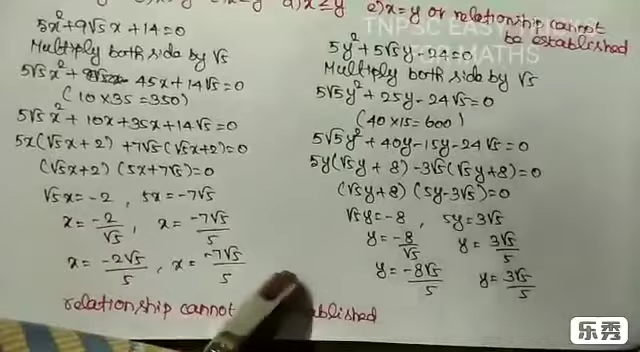 d) x≤y e) x=y or relationship cannot be established
TNPSC EASY
MATHS
5x²+9√5x+14=0
Multiply both side by √5
5√5x²+ 45x+14√5=0
(10×35=350)
5√5x²+10x+35x+14√5=0
5x(√5x+2)+7√5(√5x+2)=0
(√5x+2)(5x+7√5)=0
√5x=-2, 5x=-7√5
x=-2/√5, x=-7√5/5
x=-2√5/5, x=-7√5/5
5y²+5√5y-24=0
Multiply both side by √5
5√5y²+25y-24√5=0
(40×15=600)
5√5y²+40y-15y-24√5=0
5y(√5y+8)-3√5(√5y+8)=0
(√5y+8)(5y-3√5)=0
√5y=-8, 5y=3√5
y=-8/√5 y=3√5/5
y=-8√5/5 y=3√5/5
relationship cannot ablished
乐秀